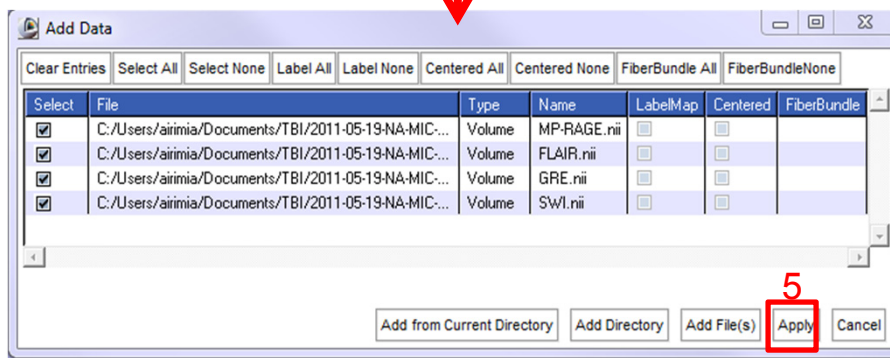 Add Data
Clear Entries Select All Select None Label All Label None Centered All Centered None FiberBundle All FiberBundleNone
Select File Type Name LabelMap Centered FiberBundle
C:/Users/airimia/Documents/TBI/2011-05-19-NA-MIC-... Volume MP-RAGE.nii
C:/Users/airimia/Documents/TBI/2011-05-19-NA-MIC-... Volume FLAIR.nii
C:/Users/airimia/Documents/TBI/2011-05-19-NA-MIC-... Volume GRE.nii
C:/Users/airimia/Documents/TBI/2011-05-19-NA-MIC-... Volume SWI.nii
5
Add from Current Directory Add Directory Add File(s) Apply Cancel